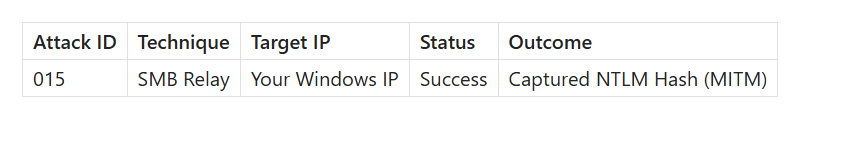 Attack ID Technique Target IP Status Outcome
015 SMB Relay Your Windows IP Success Captured NTLM Hash (MITM)